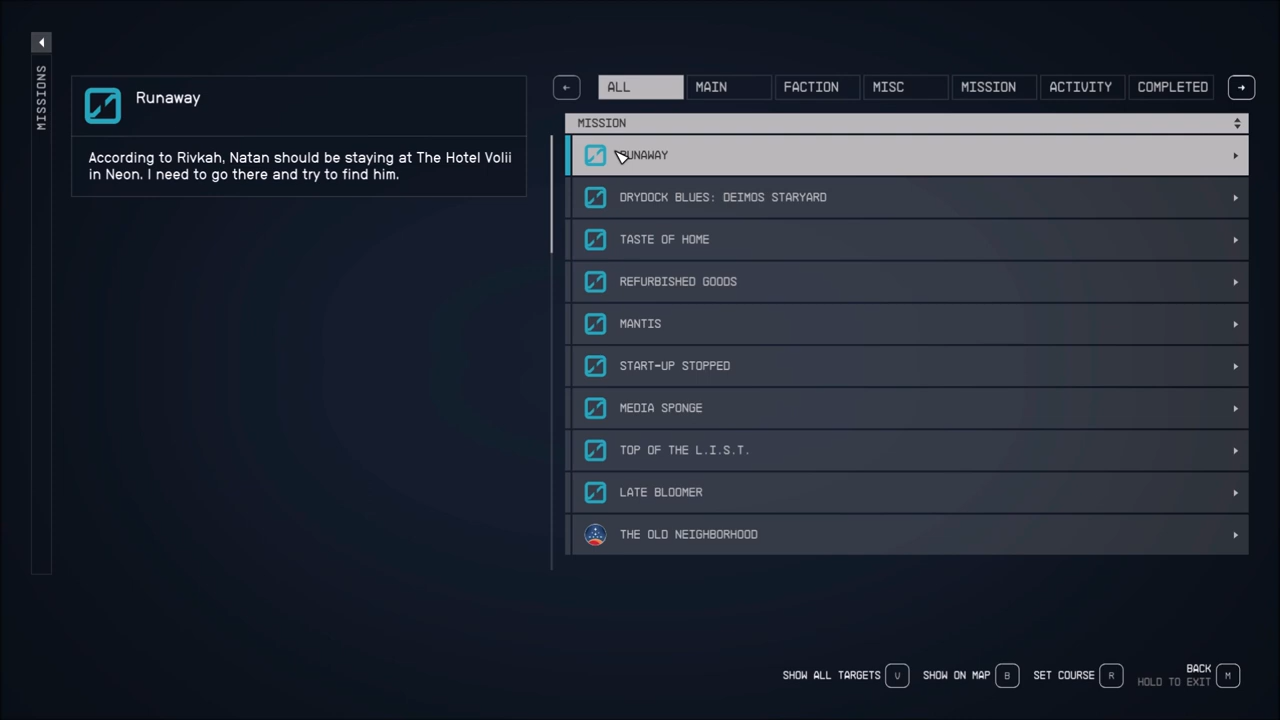 MISSIONS
Runaway
According to Rivkah, Natan should be staying at The Hotel Volii
in Neon. I need to go there and try to find him.
ALL MAIN FACTION MISC MISSION ACTIVITY COMPLETED
MISSION
RUNAWAY
DRYDOCK BLUES: DEIMOS STARYARD
TASTE OF HOME
REFURBISHED GOODS
MANTIS
START-UP STOPPED
MEDIA SPONGE
TOP OF THE L.I.S.T.
LATE BLOOMER
THE OLD NEIGHBORHOOD
SHOW ALL TARGETS V SHOW ON MAP B SET COURSE R BACK M
HOLD TO EXIT